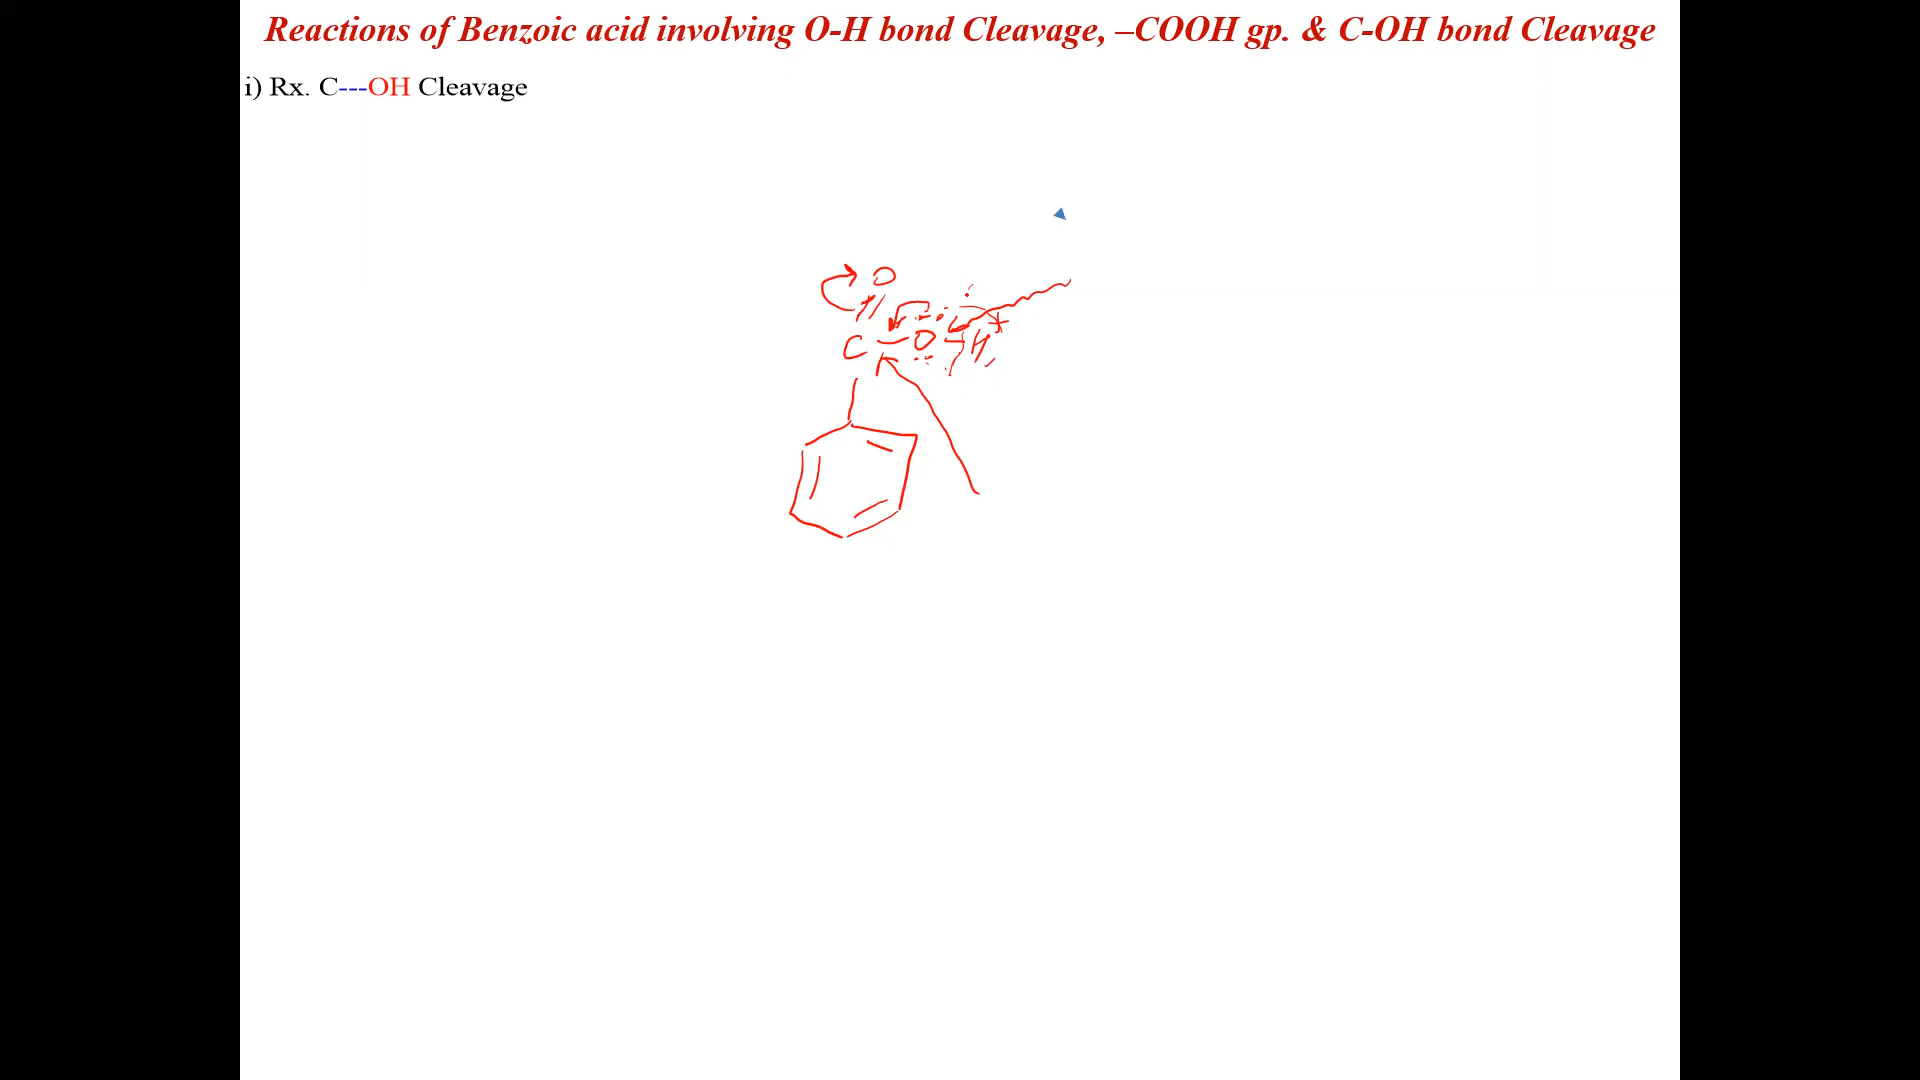 Reactions of Benzoic acid involving O-H bond Cleavage, –COOH gp. & C-OH bond Cleavage
i) Rx. C---OH Cleavage
O
C – O – H